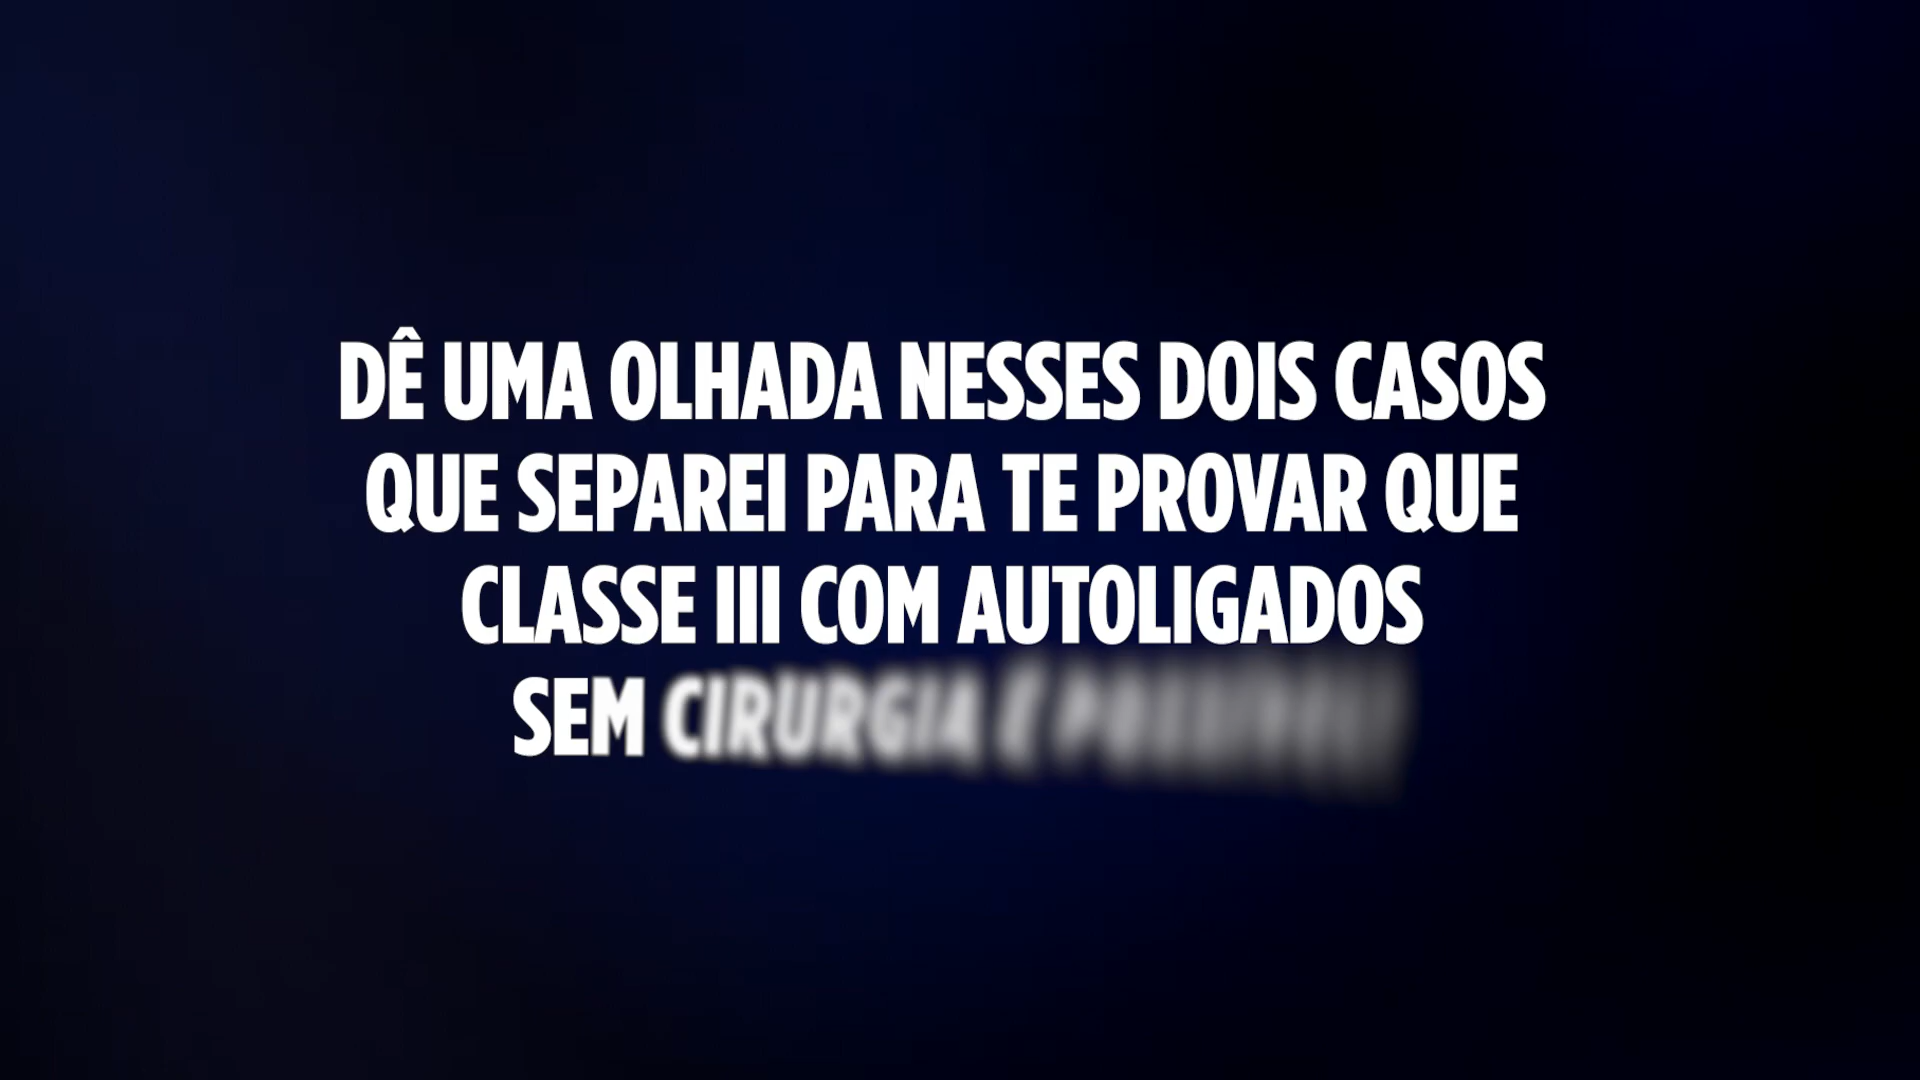 DÊ UMA OLHADA NESSES DOIS CASOS
QUE SEPAREI PARA TE PROVAR QUE
CLASSE III COM AUTOLIGADOS
SEM CIRURGIA É